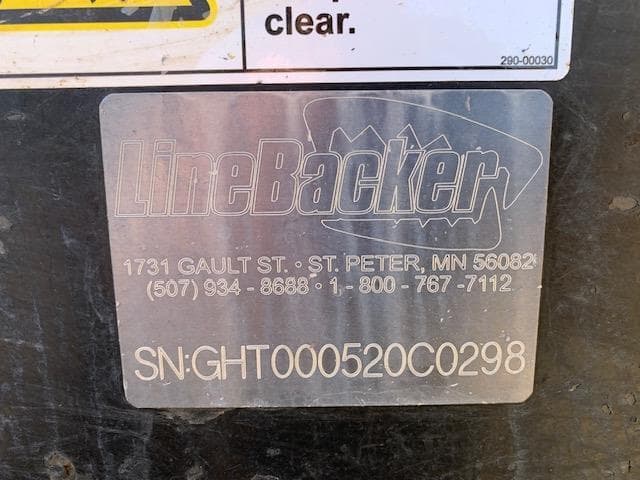 clear.
290-00030
LineBacker
1731 GAULT ST. • ST. PETER, MN 56082
(507) 934 - 8688 • 1 - 800 - 767 - 7112
SN:GHT000520C0298